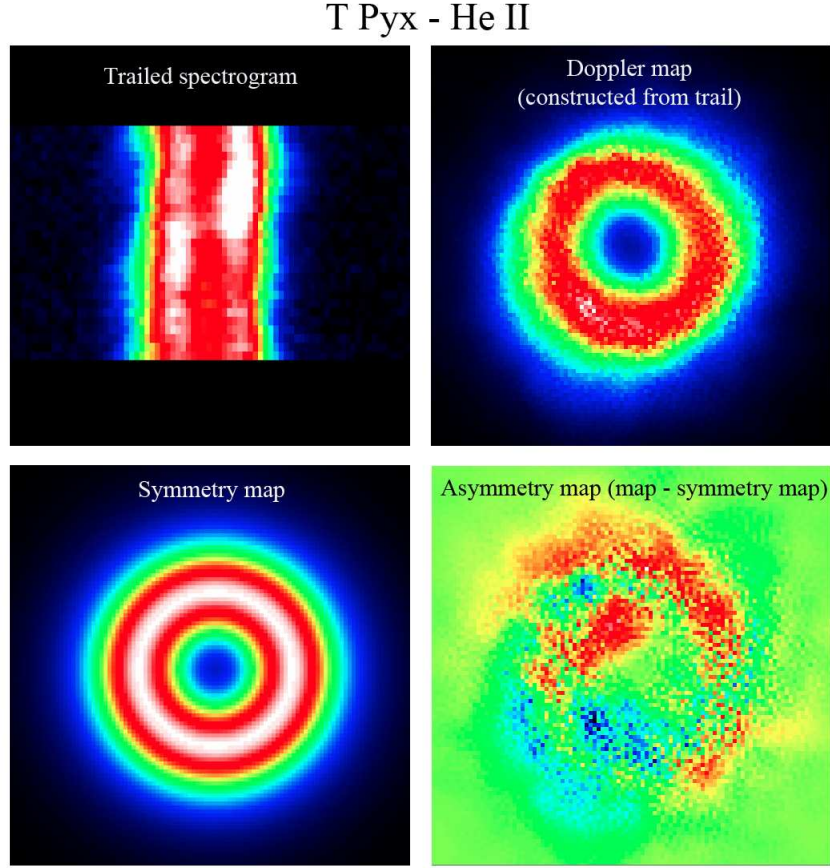 T Pyx - He II
Trailed spectrogram
Doppler map
(constructed from trail)
Symmetry map
Asymmetry map (map - symmetry map)